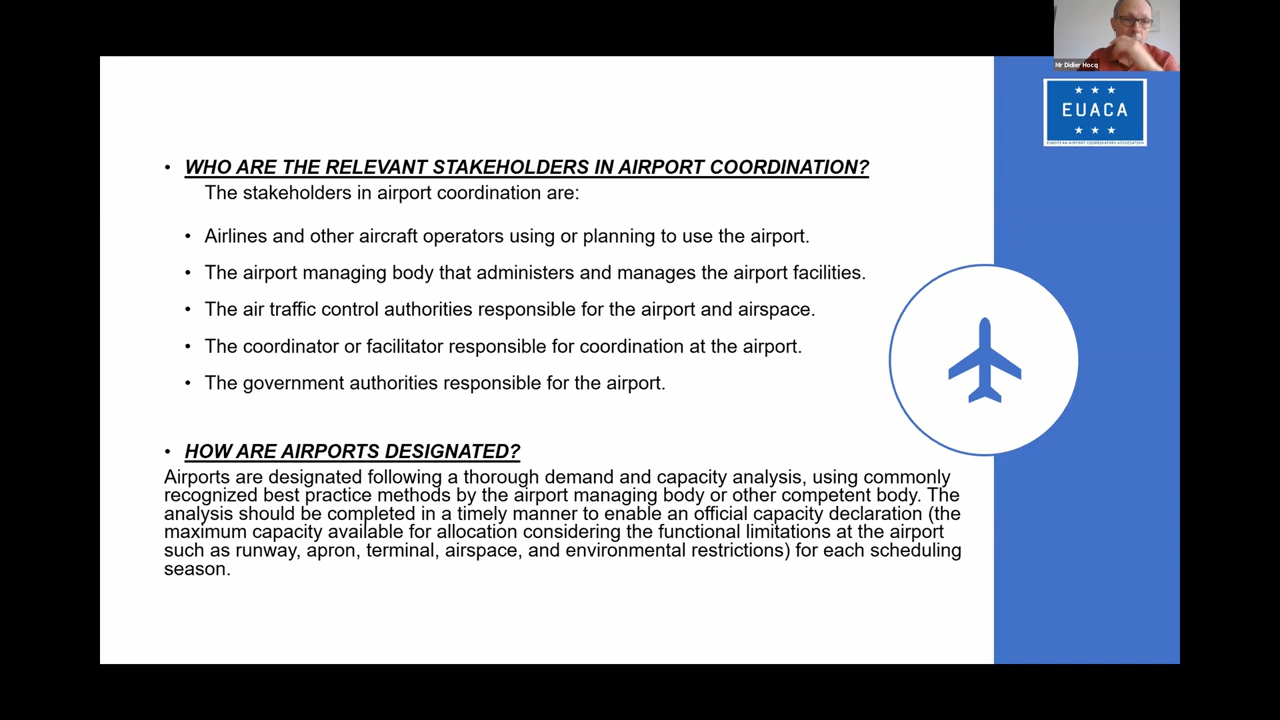 Mr Didier Hocq
★ ★ ★
EUACA
★ ★ ★
EUROPEAN AIRPORT COORDINATORS ASSOCIATION
• WHO ARE THE RELEVANT STAKEHOLDERS IN AIRPORT COORDINATION?
The stakeholders in airport coordination are:
• Airlines and other aircraft operators using or planning to use the airport.
• The airport managing body that administers and manages the airport facilities.
• The air traffic control authorities responsible for the airport and airspace.
• The coordinator or facilitator responsible for coordination at the airport.
• The government authorities responsible for the airport.
• HOW ARE AIRPORTS DESIGNATED?
Airports are designated following a thorough demand and capacity analysis, using commonly
recognized best practice methods by the airport managing body or other competent body. The
analysis should be completed in a timely manner to enable an official capacity declaration (the
maximum capacity available for allocation considering the functional limitations at the airport
such as runway, apron, terminal, airspace, and environmental restrictions) for each scheduling
season.